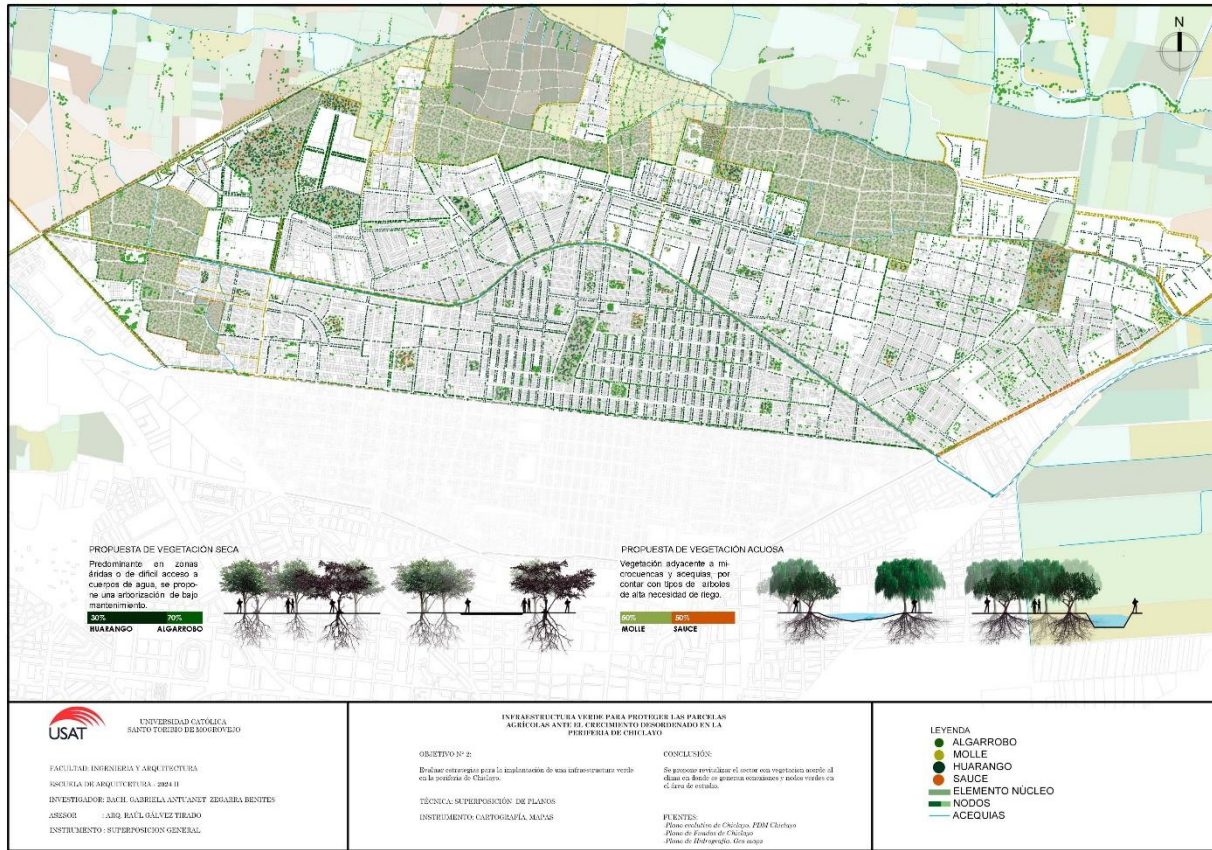 N
PROPUESTA DE VEGETACIÓN SECA
Predominante en zonas
áridas o de difícil acceso a
cuerpos de agua, se propo-
ne una arborización de bajo
mantenimiento.
30% 70%
HUARANGO ALGARROBO
PROPUESTA DE VEGETACIÓN ACUOSA
Vegetación adyacente a mi-
crocuencas y acequias, por
contar con tipos de arboles
de alta necesidad de riego.
50% 50%
MOLLE SAUCE
USAT
UNIVERSIDAD CATÓLICA
SANTO TORIBIO DE MOGROVEJO
FACULTAD: INGENIERIA Y ARQUITECTURA
ESCUELA DE ARQUITECTURA - 2024 II
INVESTIGADOR: BACH. GABRIELA ANTUANET ZEGARRA BENITES
ASESOR : ARQ. RAÚL GÁLVEZ TIRADO
INSTRUMENTO : SUPERPOSICION GENERAL
INFRAESTRUCTURA VERDE PARA PROTEGER LAS PARCELAS
AGRÍCOLAS ANTE EL CRECIMIENTO DESORDENADO EN LA
PERIFERIA DE CHICLAYO
OBJETIVO Nº 2:
Evaluar estrategias para la implantación de una infraestructura verde
en la periferia de Chiclayo.
TÉCNICA: SUPERPOSICIÓN DE PLANOS
INSTRUMENTO: CARTOGRAFÍA, MAPAS
CONCLUSIÓN:
Se propone revitalizar el sector con vegetacion acorde al
clima en donde se generan conexiones y nodos verdes en
el área de estudio.
FUENTES:
-Plano evolutivo de Chiclayo, PDM Chiclayo
-Plano de Fundos de Chiclayo
-Plano de Hidrografía, Geo maps
LEYENDA
ALGARROBO
MOLLE
HUARANGO
SAUCE
ELEMENTO NÚCLEO
NODOS
ACEQUIAS